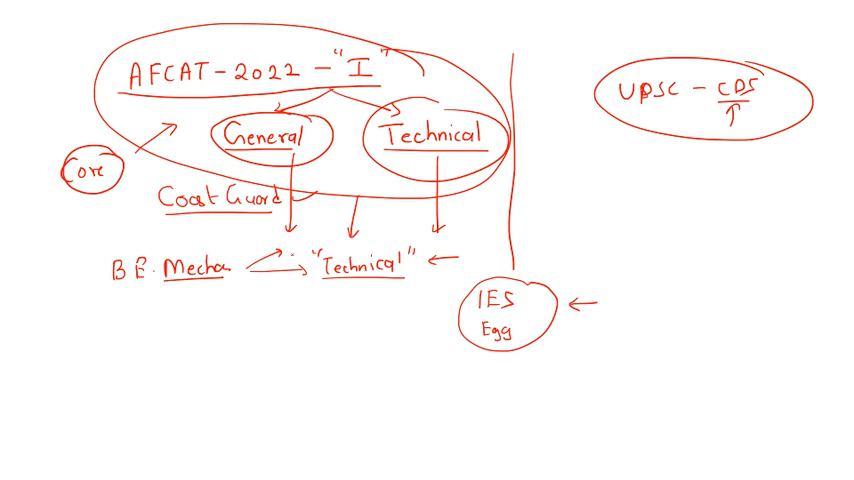 AFCAT-2022 - "I"
UPSC - CDS
General
Technical
Core
Coast Guard
B E. Mecha
"Technical"
IES
Egg